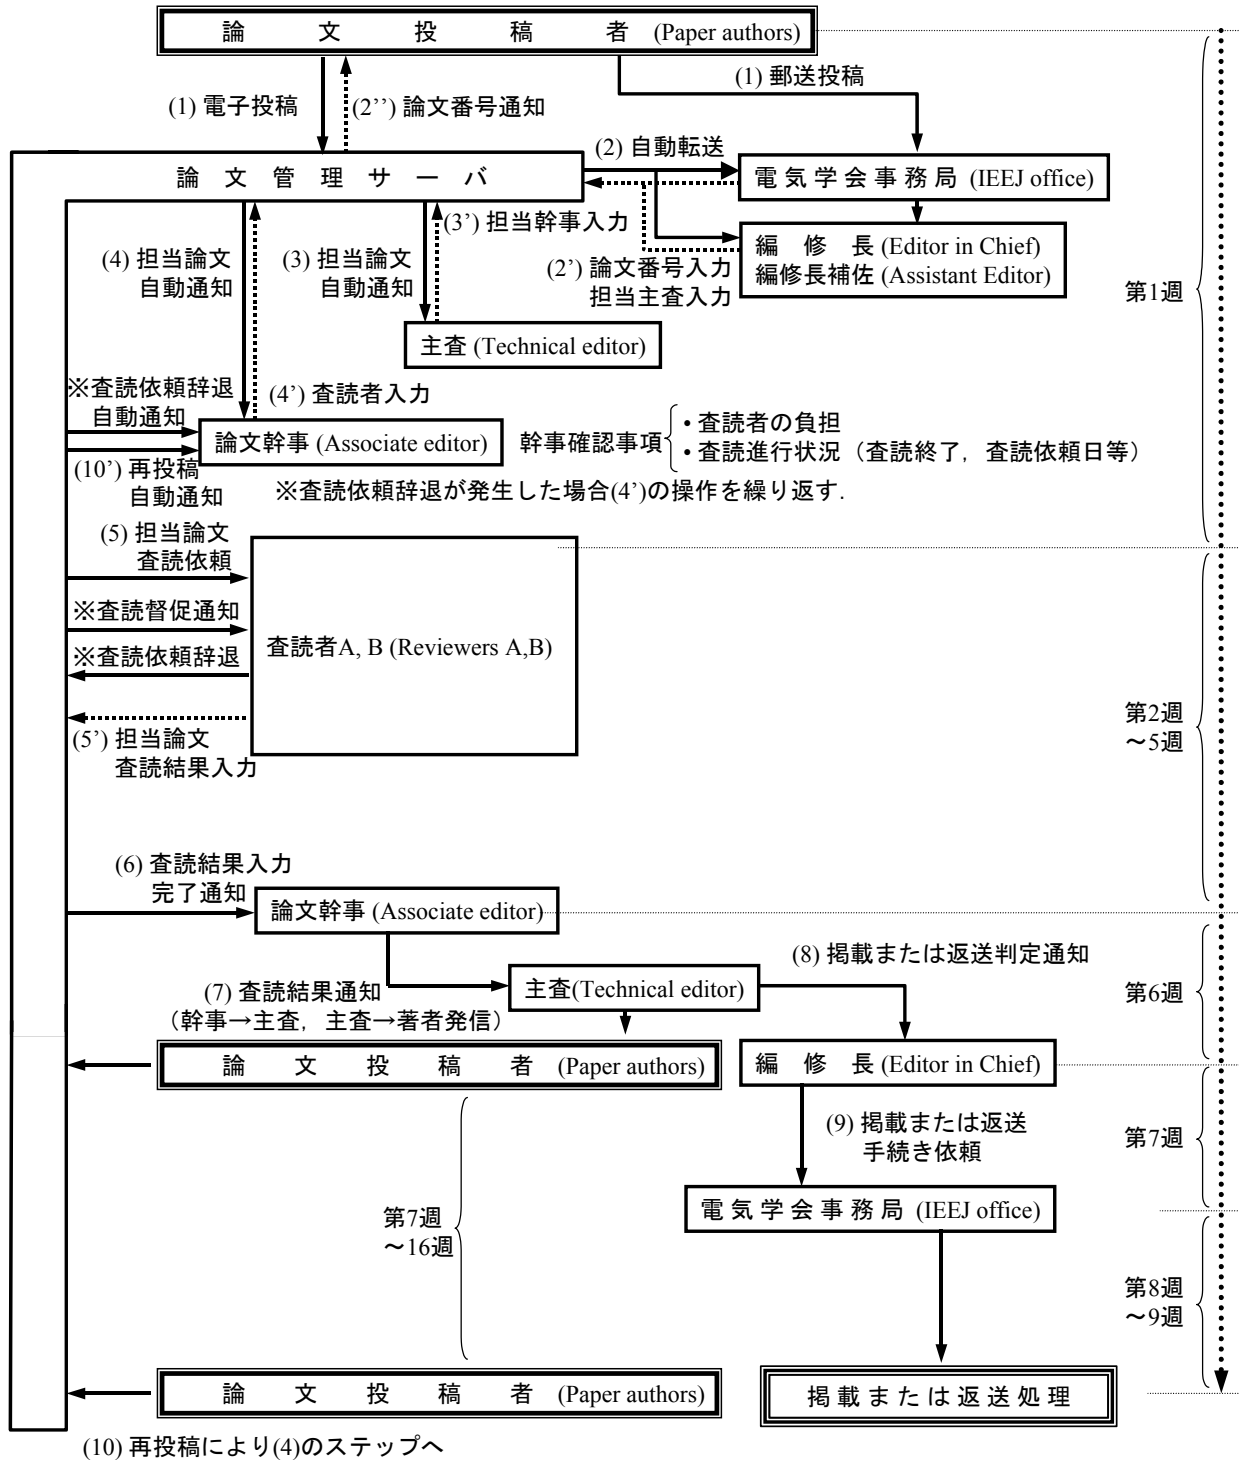 論文投稿者 (Paper authors)
(1) 電子投稿
(2'') 論文番号通知
(1) 郵送投稿
論文管理サーバ
(2) 自動転送
電気学会事務局 (IEEJ office)
(3') 担当幹事入力
編修長 (Editor in Chief)
編修長補佐 (Assistant Editor)
(2') 論文番号入力
担当主査入力
(4) 担当論文
自動通知
(3) 担当論文
自動通知
第1週
主査 (Technical editor)
※査読依頼辞退
自動通知
(4') 査読者入力
論文幹事 (Associate editor)
幹事確認事項
・査読者の負担
・査読進行状況（査読終了，査読依頼日等）
(10') 再投稿
自動通知
※査読依頼辞退が発生した場合(4')の操作を繰り返す.
(5) 担当論文
査読依頼
※査読督促通知
査読者A, B (Reviewers A,B)
※査読依頼辞退
(5') 担当論文
査読結果入力
第2週
～5週
(6) 査読結果入力
完了通知
論文幹事 (Associate editor)
(8) 掲載または返送判定通知
主査(Technical editor)
第6週
(7) 査読結果通知
（幹事→主査，主査→著者発信）
論文投稿者 (Paper authors)
編修長 (Editor in Chief)
(9) 掲載または返送
手続き依頼
第7週
電気学会事務局 (IEEJ office)
第7週
～16週
第8週
～9週
論文投稿者 (Paper authors)
掲載または返送処理
(10) 再投稿により(4)のステップへ